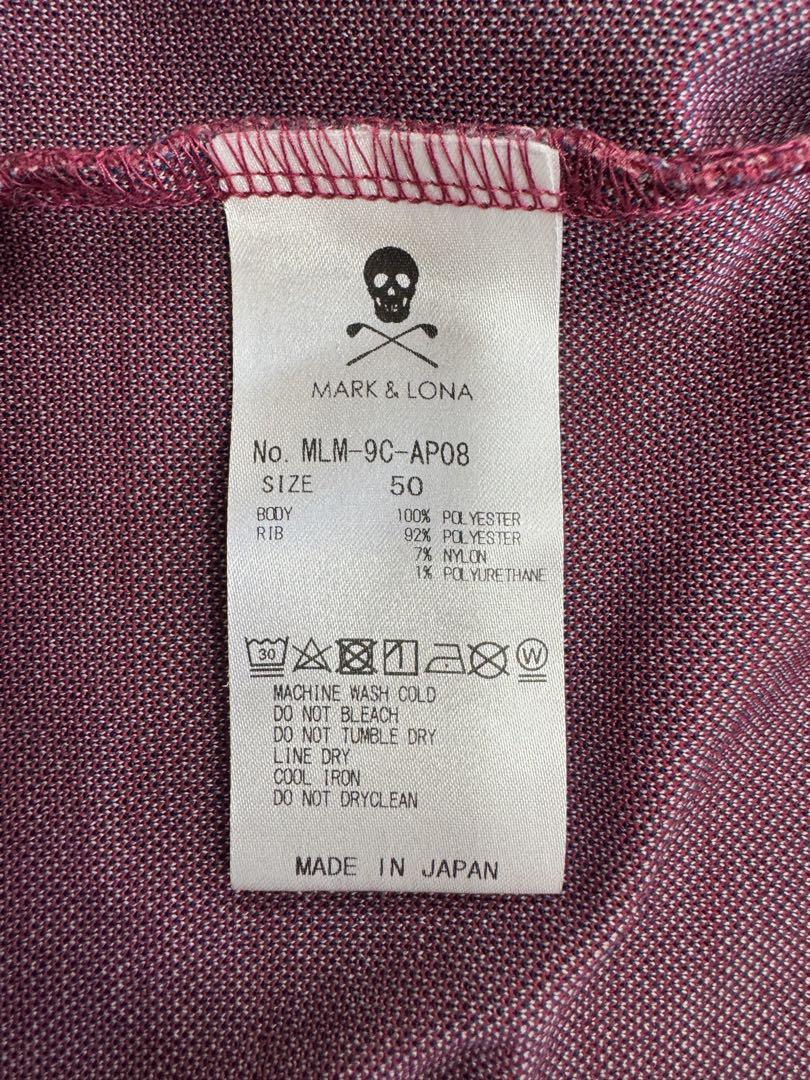 MARK & LONA
No. MLM-9C-AP08
SIZE 50
BODY 100% POLYESTER
RIB 92% POLYESTER
7% NYLON
1% POLYURETHANE
30 W
MACHINE WASH COLD
DO NOT BLEACH
DO NOT TUMBLE DRY
LINE DRY
COOL IRON
DO NOT DRYCLEAN
MADE IN JAPAN